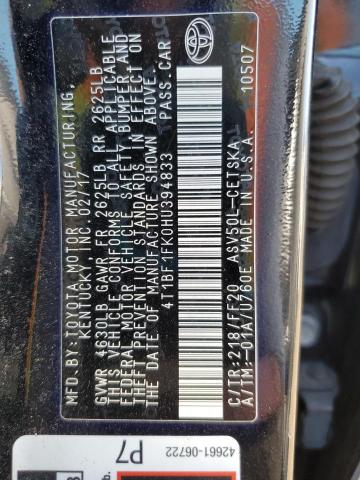 MFD.BY:TOYOTA MOTOR MANUFACTURING
KENTUCKY, INC. 02/17
GVWR 4630LB GAWR FR 2625LB RR 2625LB
THIS VEHICLE CONFORMS TO ALL APPLICABLE
FEDERAL MOTOR VEHICLE SAFETY,BUMPER AND
THEFT PREVENTION STANDARDS IN EFFECT ON
THE DATE OF MANUFACTURE SHOWN ABOVE.
4T1BF1FK0HU394833 PASS.CAR
C/TR:218/FF20 ASV50L-CETSKA
A/TM:-01A/U760E MADE IN U.S.A. 10507
42661-06722
P7